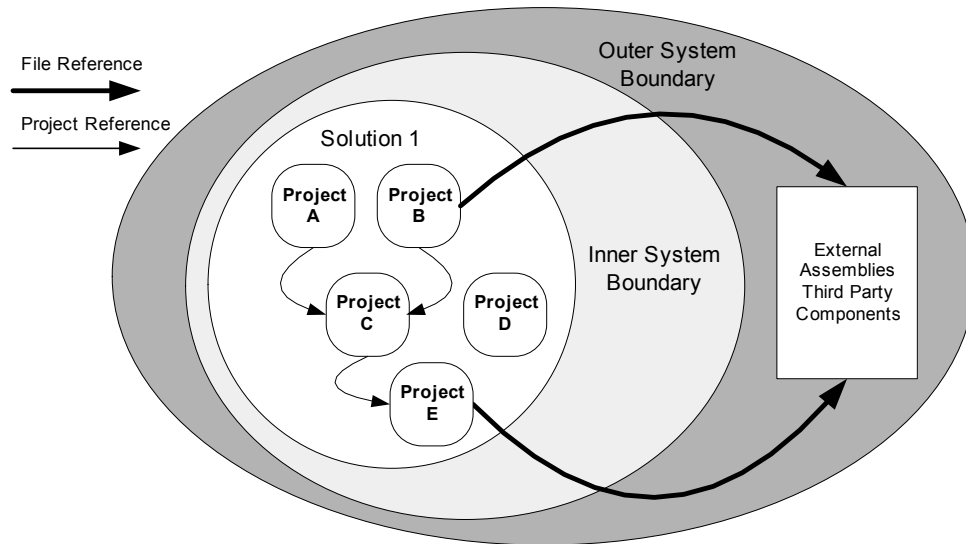 File Reference
Project Reference
Outer System
Boundary
Solution 1
Project
A
Project
B
Inner System
Boundary
Project
C
Project
D
Project
E
External
Assemblies
Third Party
Components